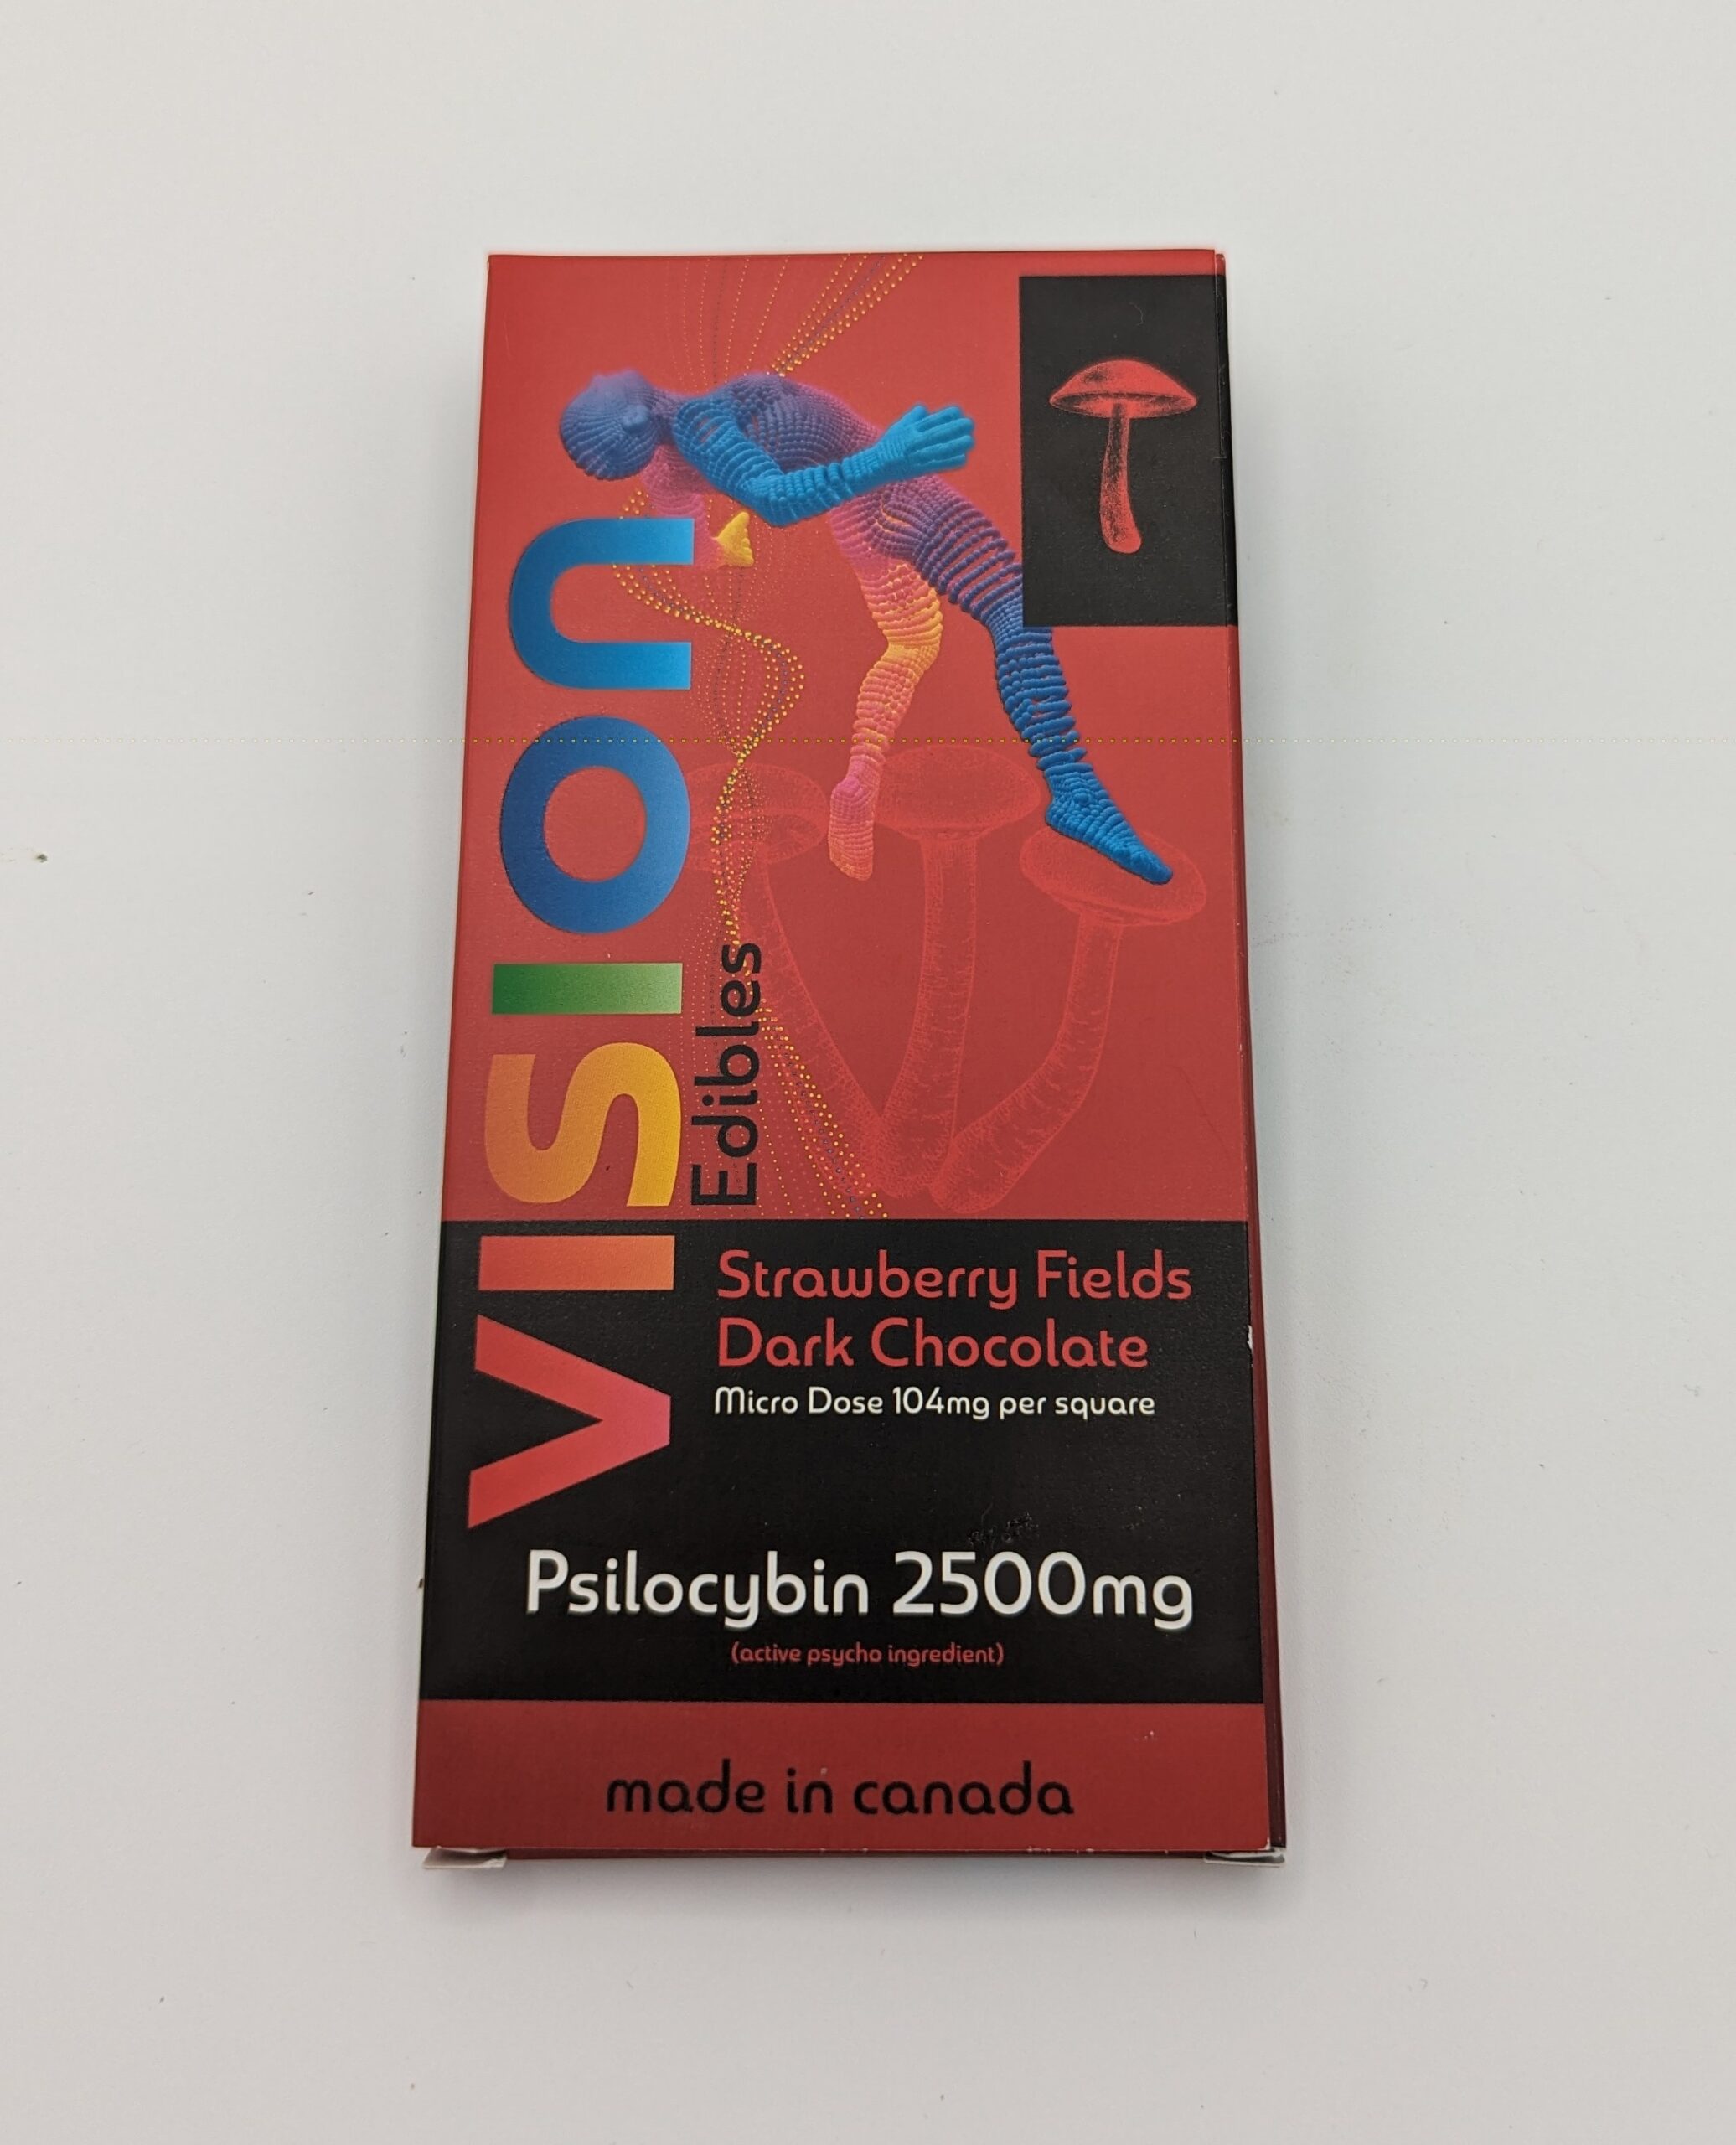 vision
Edibles
Strawberry Fields
Dark Chocolate
Micro Dose 104mg per square
Psilocybin 2500mg
(active psycho ingredient)
made in canada